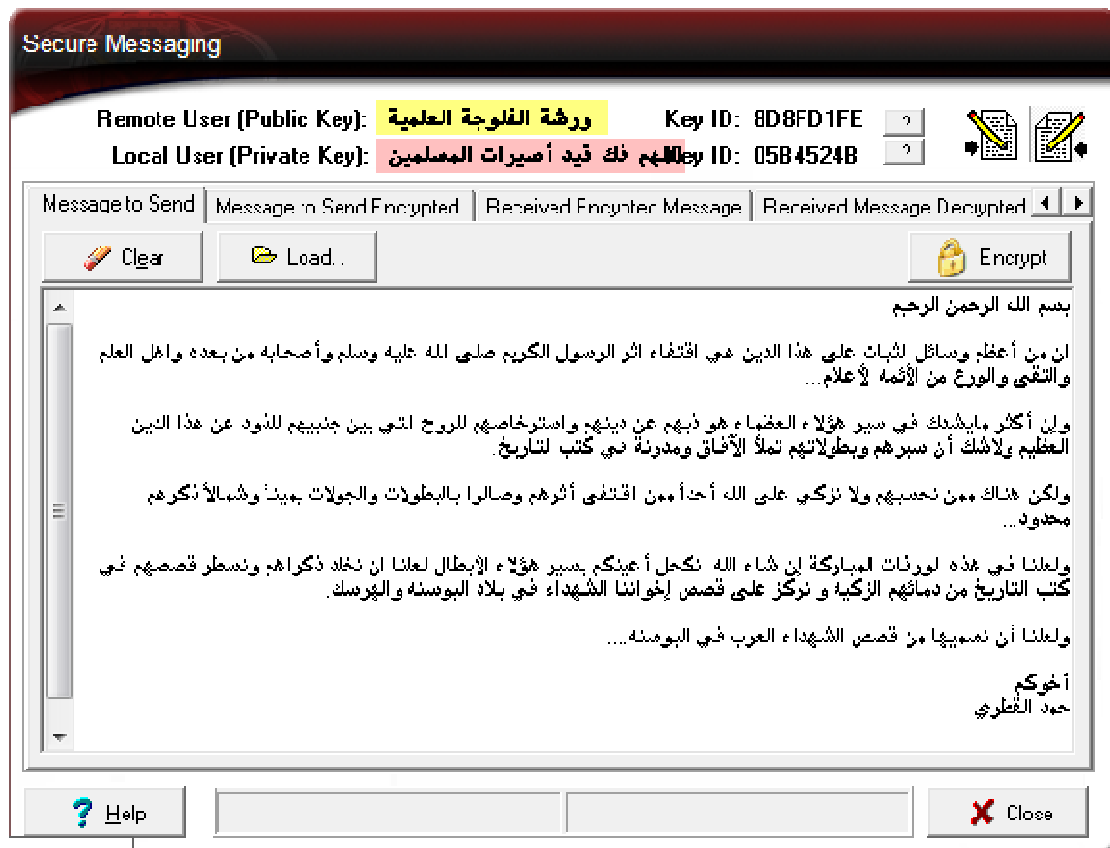 Secure Messaging
Remote User (Public Key): ورشة الفلوجة العلمية Key ID: 8D8FD1FE ?
Local User (Private Key): اللهم فك قيد أسيرات المسلمين Key ID: 05B4524B ?
Message to Send Message to Send Encrypted Received Encrypted Message Received Message Decrypted
Clear Load... Encrypt
بسم الله الرحمن الرحيم
ان من أعظم وسائل لثبات على هذا الدين هي اقتفاء اثر الرسول الكريم صلى الله عليه وسلم وأصحابه من بعده واهل العلم
والتقى والورع من الأئمة لأعلام...
وإن أكثر مايشدك في سير هؤلاء العظماء هو ذبهم عن دينهم واسترخاصهم للروح التي بين جنبيهم للذود عن هذا الدين
العظيم ولاشك أن سيرهم وبطولاتهم تملأ الآفاق ومدونة في كتب لتاريخ.
ولكن هناك ممن نحسبهم ولا نزكي على الله أحداً ممن اقتفى أثرهم وصالوا بالبطولات والجولات يميناً وشمالاً ذكرهم
محدود...
ولعلنا في هذه لورقات المباركة إن شاء الله نكحل أعينكم بسير هؤلاء الأبطال لعلنا ان نخلد ذكراهم ونسطر قصصهم في
كتب التاريخ من دمائهم الزكية و نركز على قصص إخواننا الشهداء في بلاد البوسنه والهرسك.
ولعلنا أن نسميها من قصص الشهداء العرب في البوسنه....
أخوكم
حمد القطري
Help Close